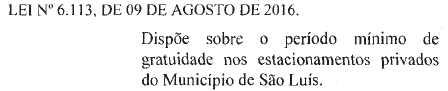 LEI Nº 6.113, DE 09 DE AGOSTO DE 2016.
Dispõe sobre o período mínimo de
gratuidade nos estacionamentos privados
do Município de São Luís.